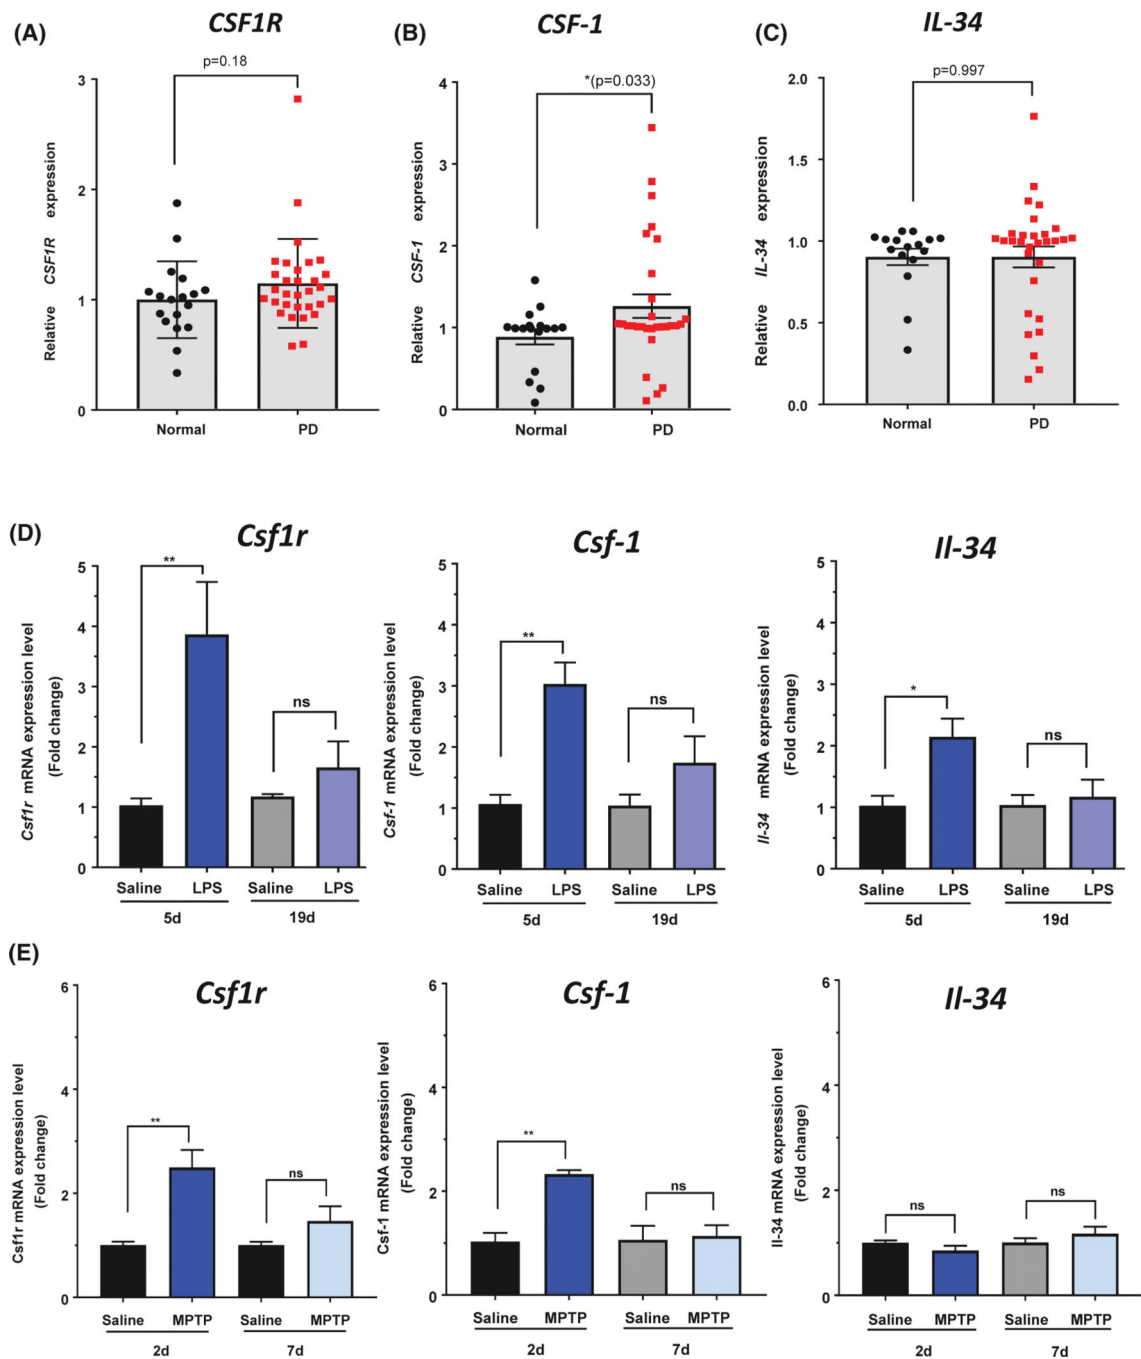 (A)
CSF1R
p=0.18
Relative CSF1R expression
3
2
1
0
Normal PD
(B)
CSF-1
*(p=0.033)
Relative CSF-1 expression
4
3
2
1
0
Normal PD
(C)
IL-34
p=0.997
Relative IL-34 expression
2.0
1.5
1.0
0.5
0.0
Normal PD
(D)
Csf1r
Csf1r mRNA expression level
(Fold change)
5
4
3
2
1
0
**
ns
Saline LPS Saline LPS
5d 19d
Csf-1
Csf-1 mRNA expression level
(Fold change)
5
4
3
2
1
0
**
ns
Saline LPS Saline LPS
5d 19d
Il-34
Il-34 mRNA expression level
(Fold change)
5
4
3
2
1
0
*
ns
Saline LPS Saline LPS
5d 19d
(E)
Csf1r
Csf1r mRNA expression level
(Fold change)
6
4
2
0
**
ns
Saline MPTP Saline MPTP
2d 7d
Csf-1
Csf-1 mRNA expression level
(Fold change)
6
4
2
0
**
ns
Saline MPTP Saline MPTP
2d 7d
Il-34
Il-34 mRNA expression level
(Fold change)
6
4
2
0
ns
ns
Saline MPTP Saline MPTP
2d 7d